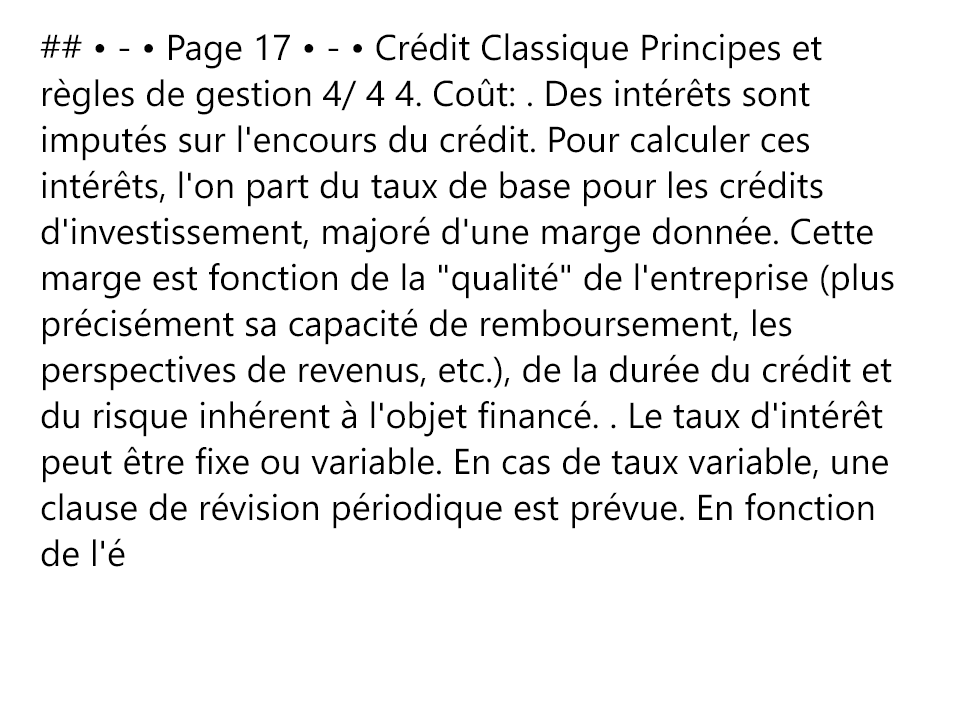 ## • - • Page 17 • - • Crédit Classique Principes et
règles de gestion 4/ 4 4. Coût: . Des intérêts sont
imputés sur l'encours du crédit. Pour calculer ces
intérêts, l'on part du taux de base pour les crédits
d'investissement, majoré d'une marge donnée. Cette
marge est fonction de la "qualité" de l'entreprise (plus
précisément sa capacité de remboursement, les
perspectives de revenus, etc.), de la durée du crédit et
du risque inhérent à l'objet financé. . Le taux d'intérêt
peut être fixe ou variable. En cas de taux variable, une
clause de révision périodique est prévue. En fonction
de l'é